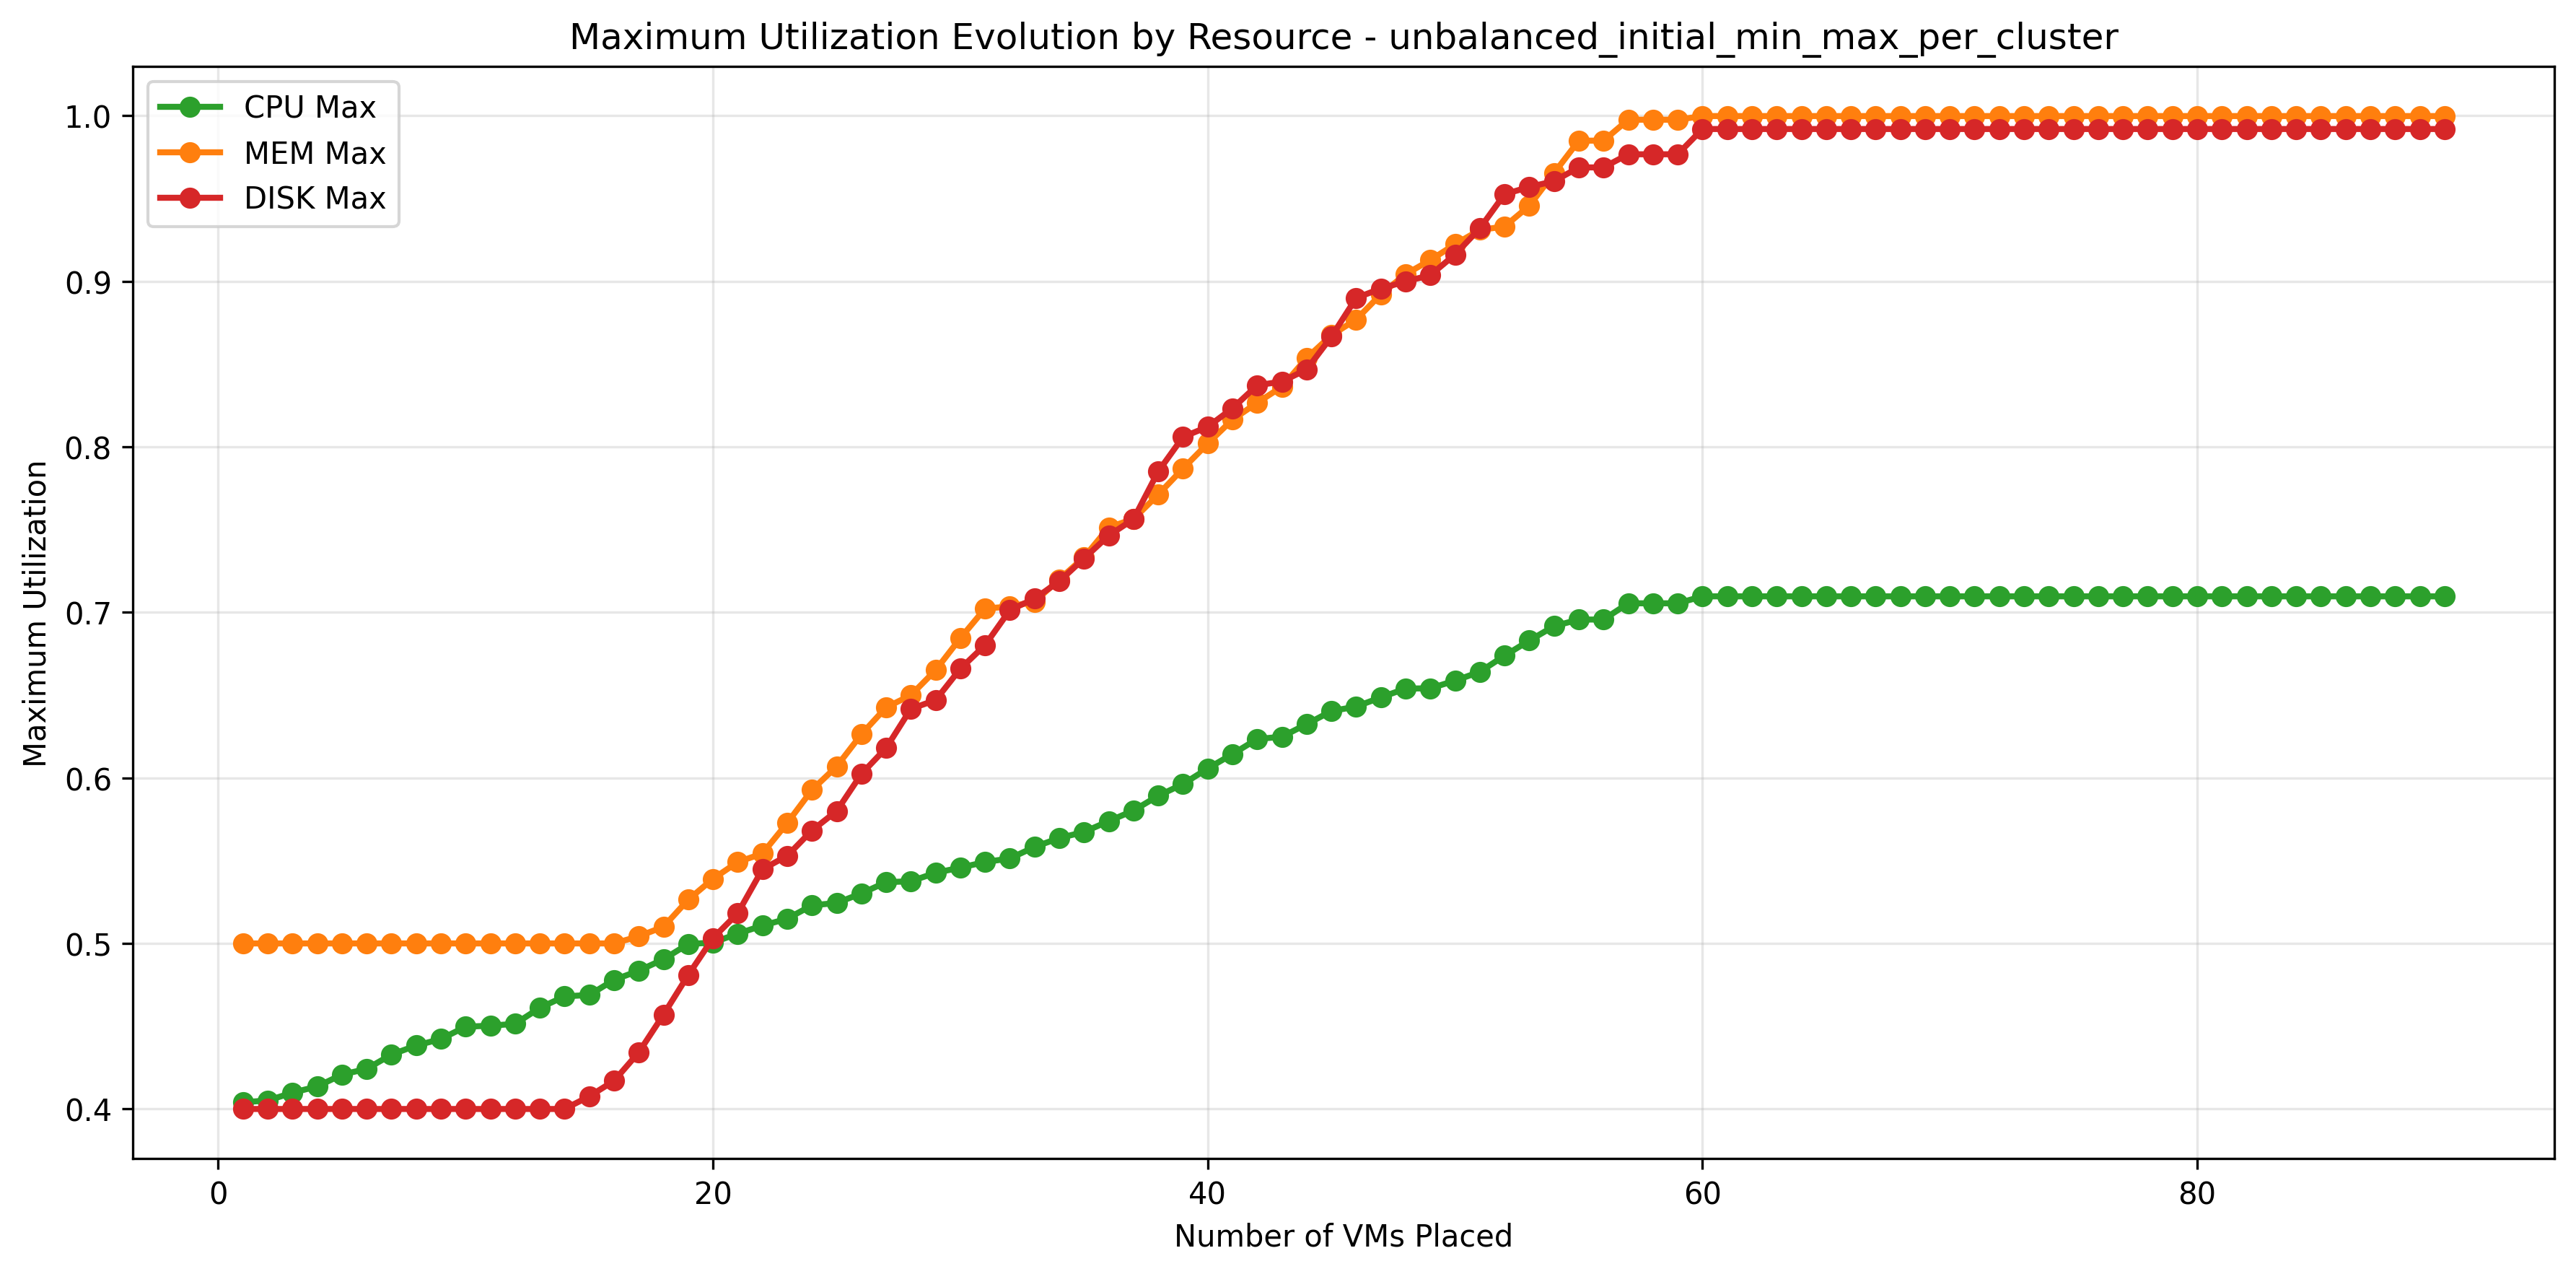 Maximum Utilization Evolution by Resource - unbalanced_initial_min_max_per_cluster
CPU Max
MEM Max
DISK Max
1.0
0.9
0.8
0.7
0.6
0.5
0.4
Maximum Utilization
0 20 40 60 80
Number of VMs Placed